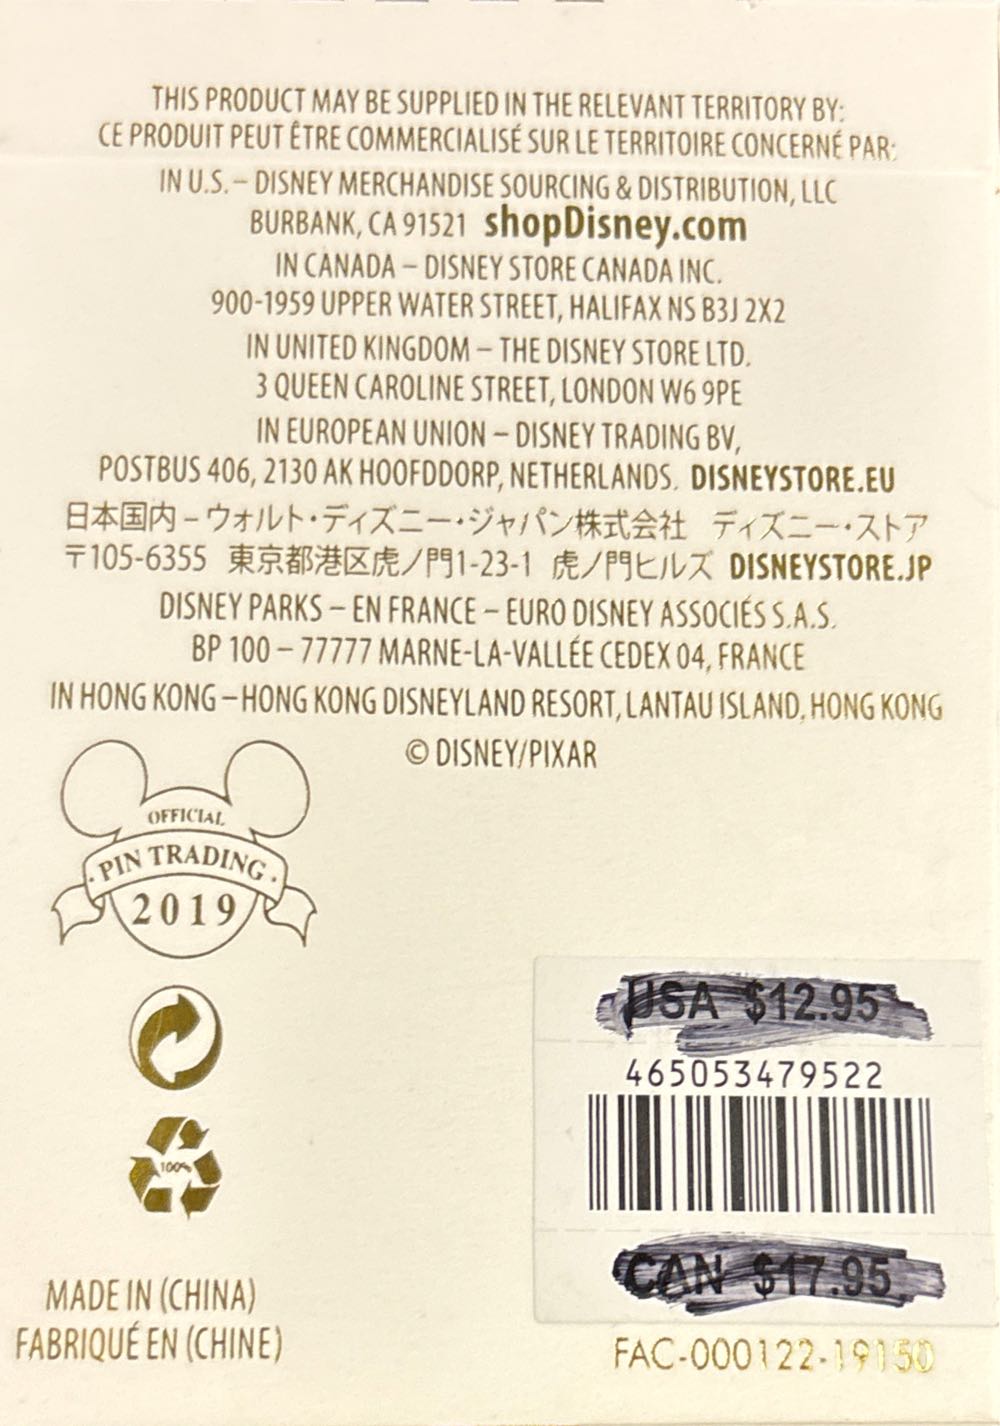 THIS PRODUCT MAY BE SUPPLIED IN THE RELEVANT TERRITORY BY:
CE PRODUIT PEUT ÊTRE COMMERCIALISÉ SUR LE TERRITOIRE CONCERNÉ PAR:
IN U.S. – DISNEY MERCHANDISE SOURCING & DISTRIBUTION, LLC
BURBANK, CA 91521 shopDisney.com
IN CANADA – DISNEY STORE CANADA INC.
900-1959 UPPER WATER STREET, HALIFAX NS B3J 2X2
IN UNITED KINGDOM – THE DISNEY STORE LTD.
3 QUEEN CAROLINE STREET, LONDON W6 9PE
IN EUROPEAN UNION – DISNEY TRADING BV,
POSTBUS 406, 2130 AK HOOFDDORP, NETHERLANDS. DISNEYSTORE.EU
日本国内 – ウォルト・ディズニー・ジャパン株式会社 ディズニー・ストア
〒105-6355 東京都港区虎ノ門1-23-1 虎ノ門ヒルズ DISNEYSTORE.JP
DISNEY PARKS – EN FRANCE – EURO DISNEY ASSOCIÉS S.A.S.
BP 100 – 77777 MARNE-LA-VALLÉE CEDEX 04, FRANCE
IN HONG KONG – HONG KONG DISNEYLAND RESORT, LANTAU ISLAND, HONG KONG
© DISNEY/PIXAR
OFFICIAL
· PIN TRADING ·
2019
100%
USA $12.95
465053479522
CAN $17.95
MADE IN (CHINA)
FABRIQUÉ EN (CHINE)
FAC-000122-19150